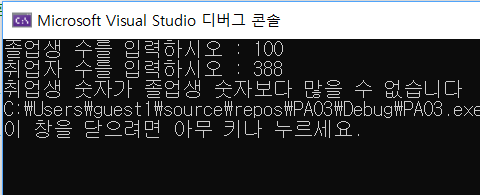 Microsoft Visual Studio 디버그 콘솔
졸업생 수를 입력하시오 : 100
취업자 수를 입력하시오 : 388
취업생 숫자가 졸업생 숫자보다 많을 수 없습니다
C:₩Users₩guest1₩source₩repos₩PA03₩Debug₩PA03.exe
이 창을 닫으려면 아무 키나 누르세요.